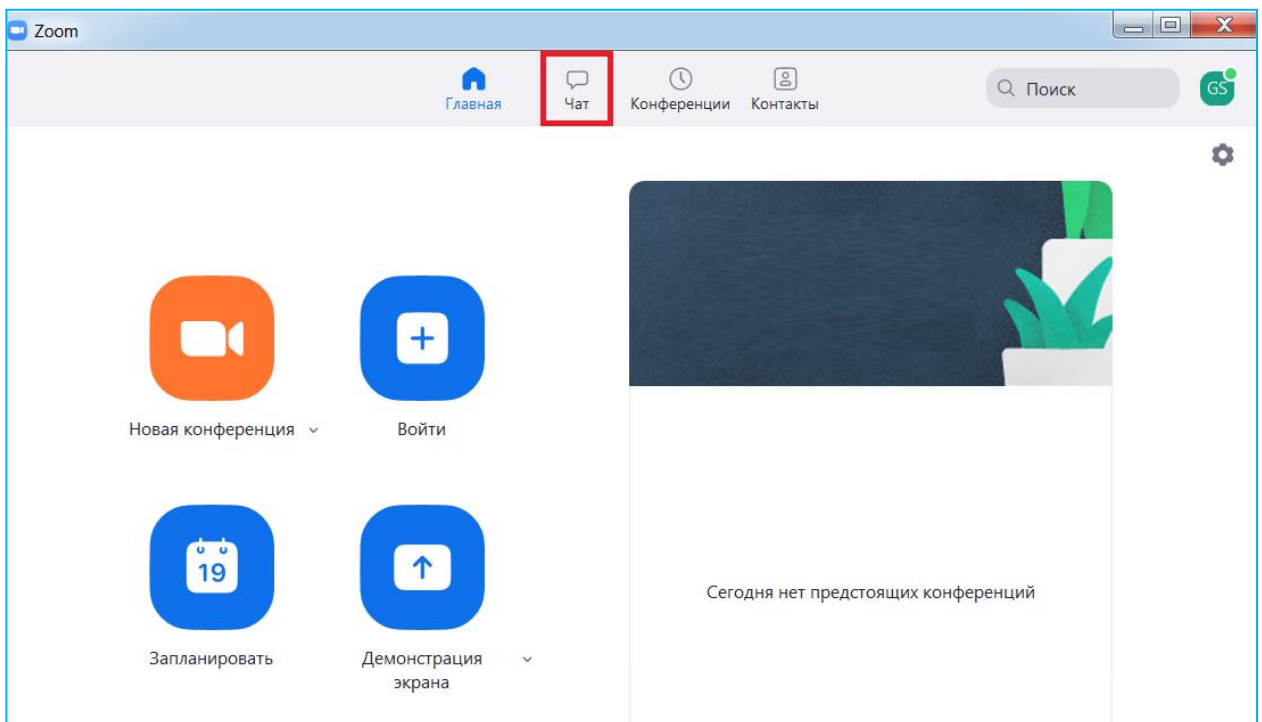 Zoom
Главная
Чат
Конференции
Контакты
Поиск
GS
Новая конференция
Войти
19
Запланировать
Демонстрация
экрана
Сегодня нет предстоящих конференций